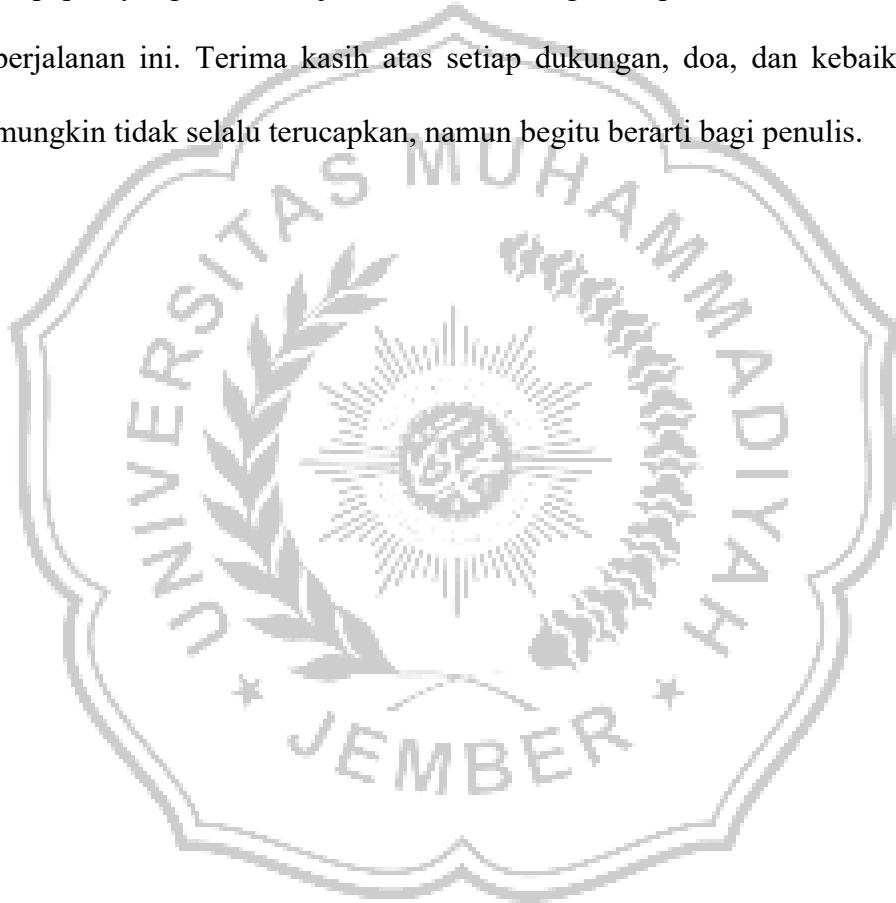 perjalanan ini. Terima kasih atas setiap dukungan, doa, dan kebaik
mungkin tidak selalu terucapkan, namun begitu berarti bagi penulis.
UNIVERSITAS MUHAMMADIYAH
JEMBER